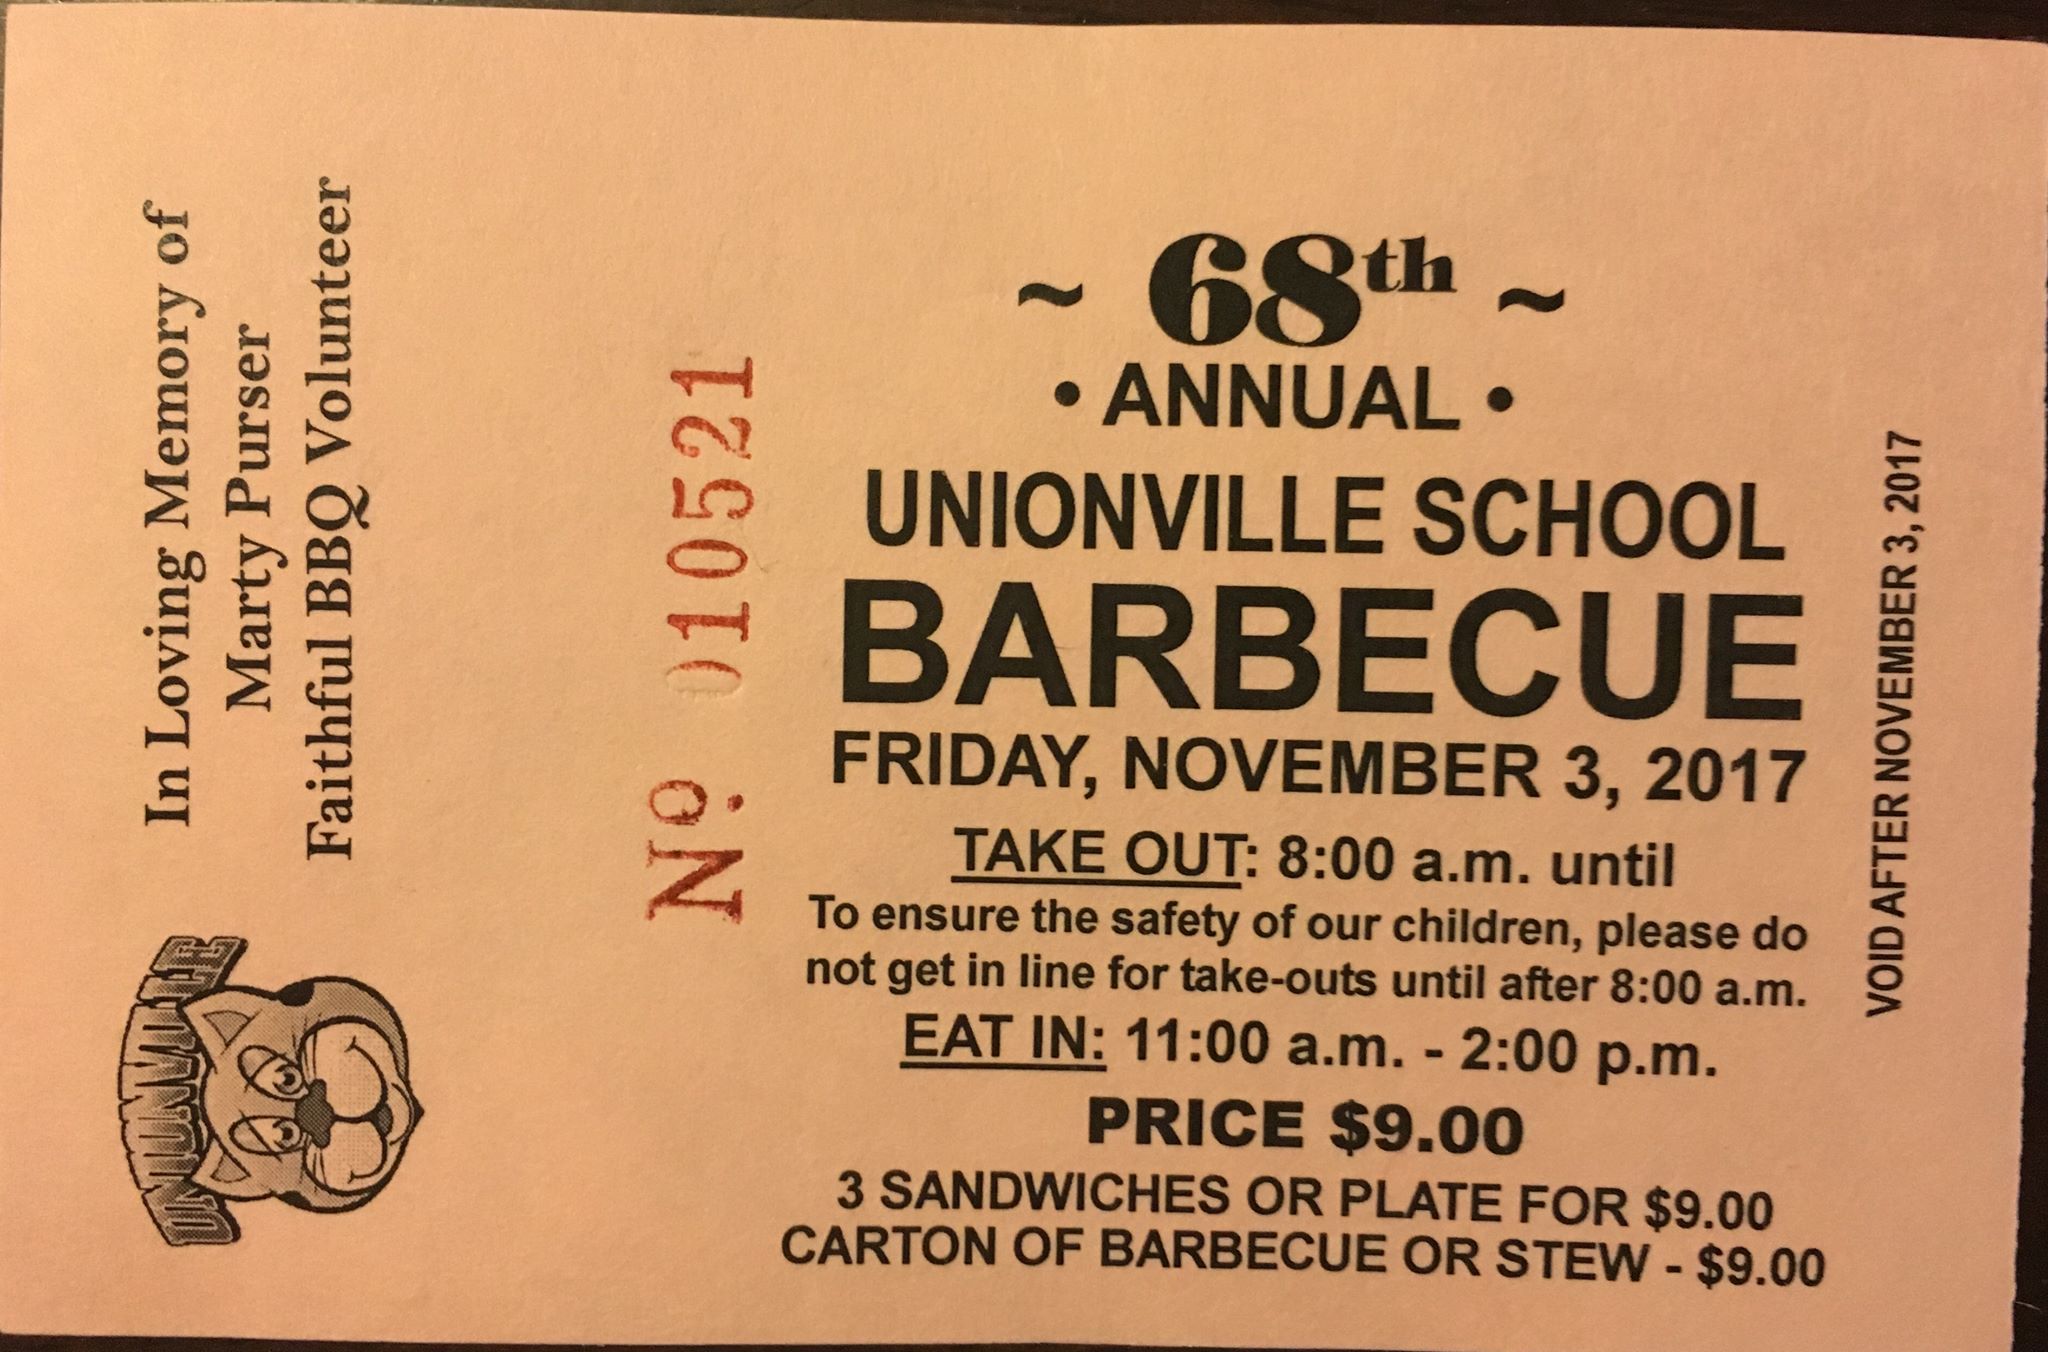 In Loving Memory of
Marty Purser
Faithful BBQ Volunteer
UNIONVILLE
No. 010521
~ 68th ~
• ANNUAL •
UNIONVILLE SCHOOL
BARBECUE
FRIDAY, NOVEMBER 3, 2017
TAKE OUT: 8:00 a.m. until
To ensure the safety of our children, please do
not get in line for take-outs until after 8:00 a.m.
EAT IN: 11:00 a.m. - 2:00 p.m.
PRICE $9.00
3 SANDWICHES OR PLATE FOR $9.00
CARTON OF BARBECUE OR STEW - $9.00
VOID AFTER NOVEMBER 3, 2017